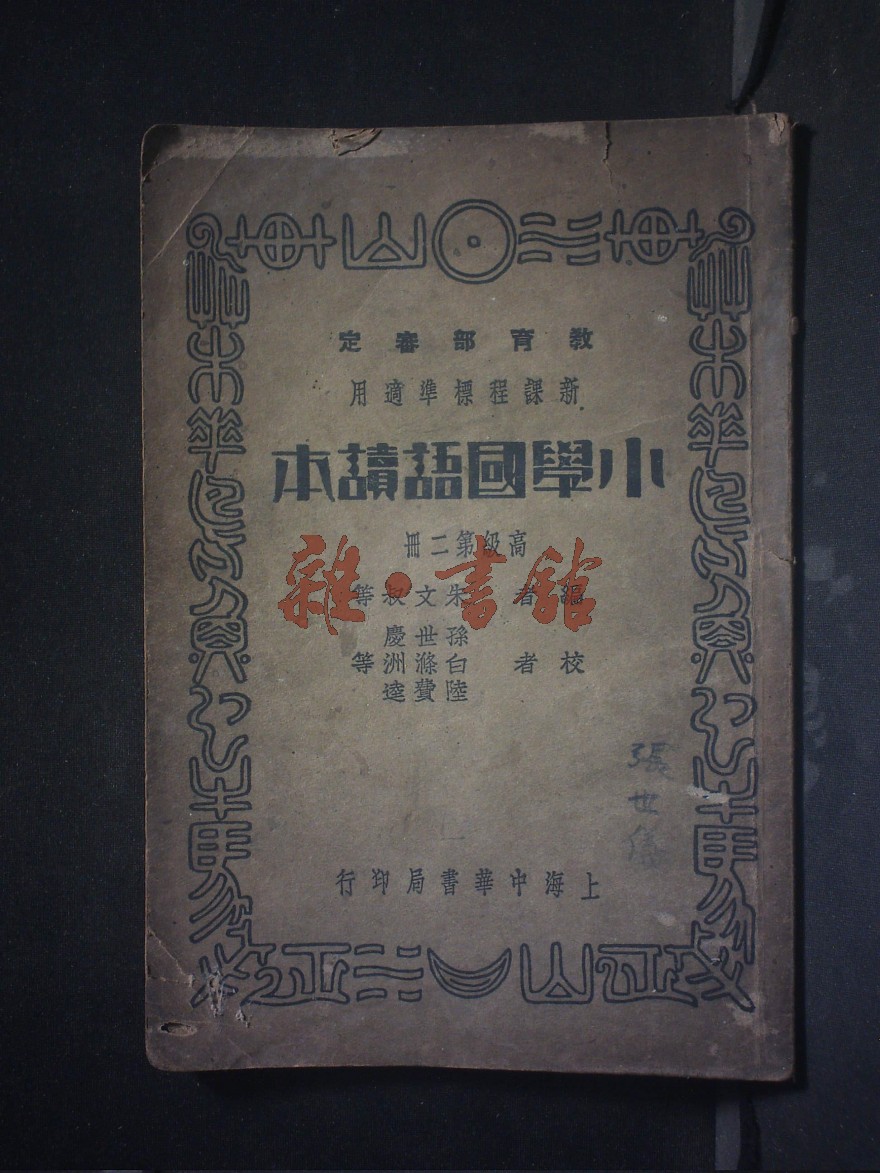 教育部審定
新課程標準適用
小學國語讀本
高級第二冊
編者 朱文叔等
校者 孫世慶 白滌洲 陸費逵 等
張世儀
上海中華書局印行
雜·書舘